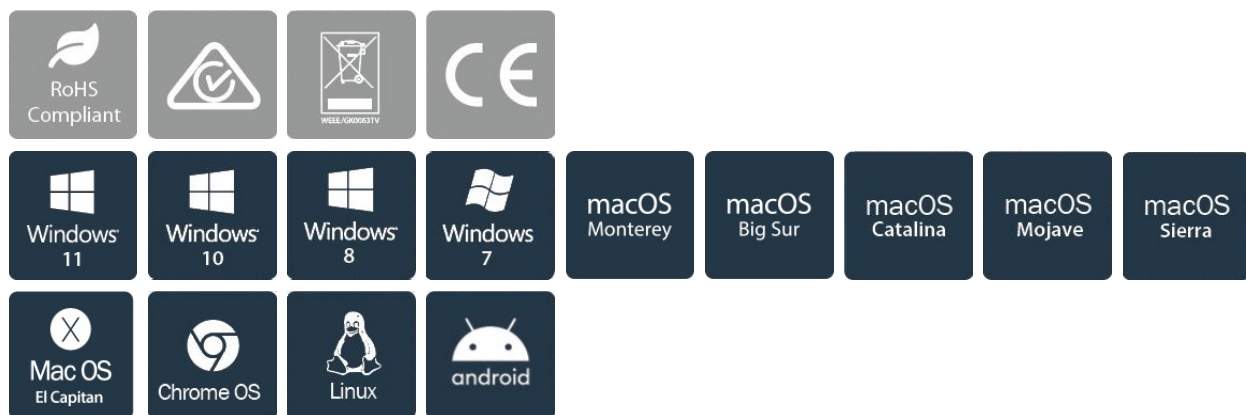 RoHS
Compliant
WEEE/GK0063TV
CE
Windows
11
Windows
10
Windows
8
Windows
7
macOS
Monterey
macOS
Big Sur
macOS
Catalina
macOS
Mojave
macOS
Sierra
X
Mac OS
El Capitan
Chrome OS
Linux
android